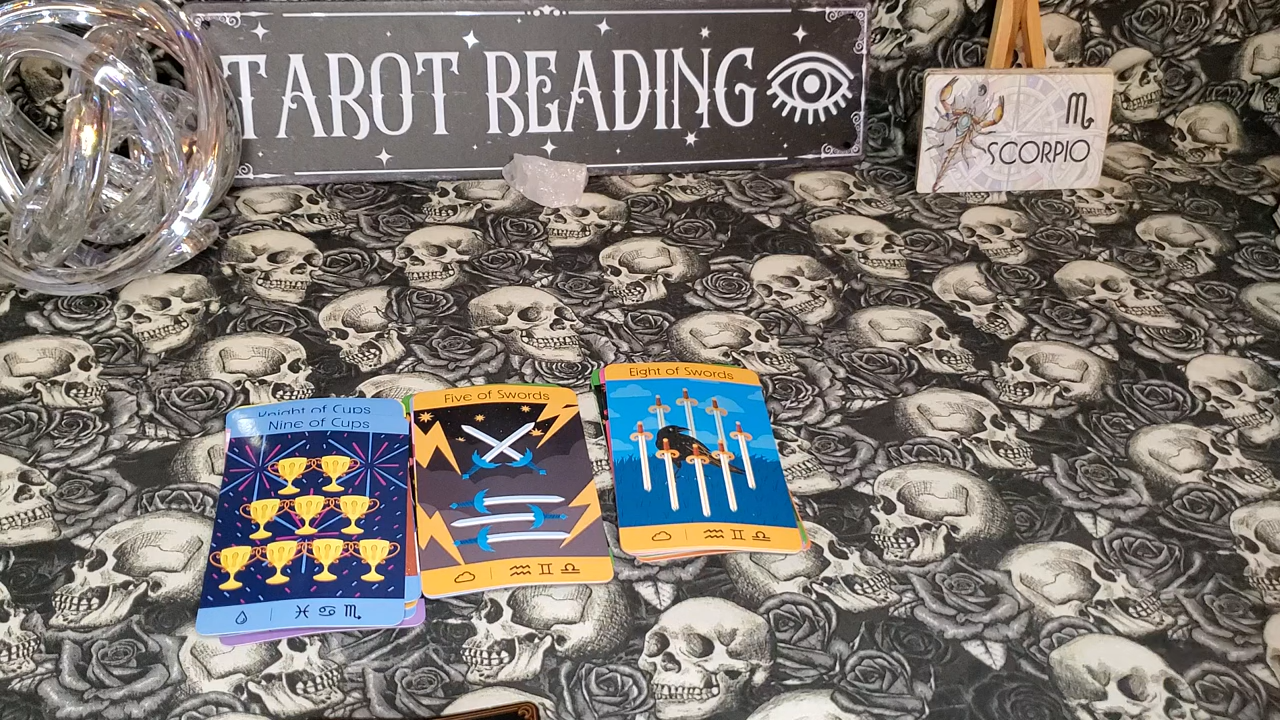 TAROT READING
SCORPIO
Knight of Cups
Nine of Cups
Five of Swords
Eight of Swords